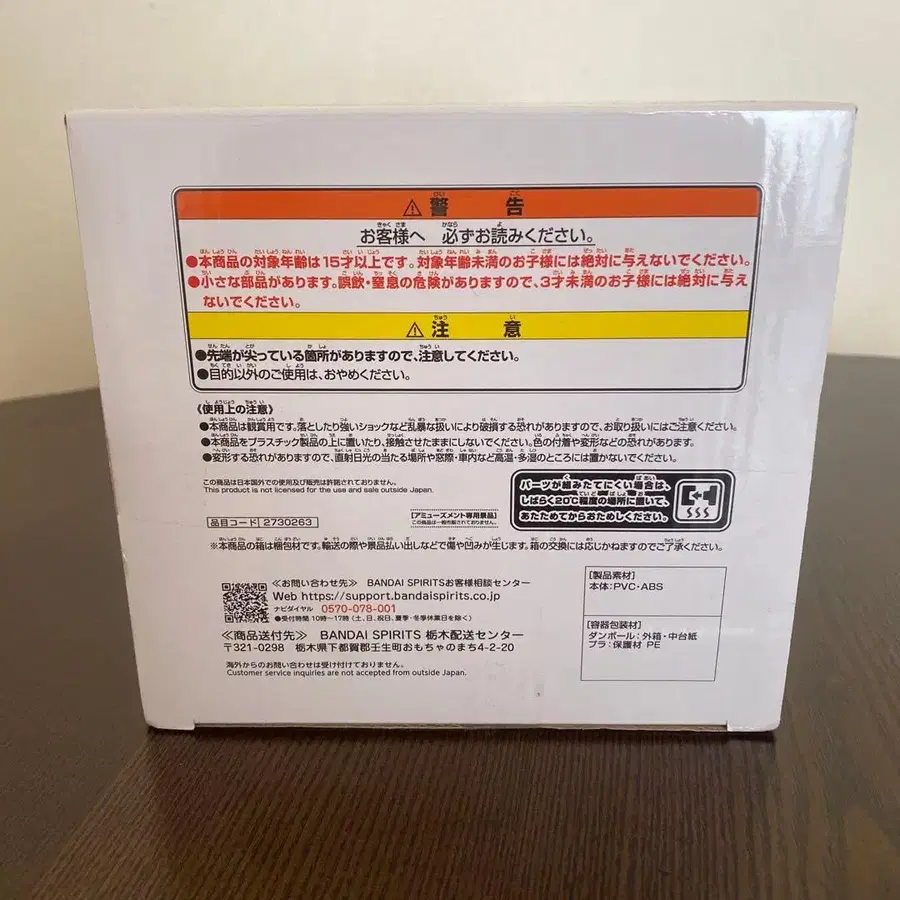 ⚠警告
お客様へ 必ずお読みください。
●本商品の対象年齢は15才以上です。対象年齢未満のお子様には絶対に与えないでください。
●小さな部品があります。誤飲・窒息の危険がありますので、3才未満のお子様には絶対に与え
ないでください。
⚠注意
●先端が尖っている箇所がありますので、注意してください。
●目的以外のご使用は、おやめください。
《使用上の注意》
●本商品は観賞用です。落としたり強いショックなど乱暴な扱いにより破損する恐れがありますので、お取り扱いにはご注意ください。
●本商品をプラスチック製品の上に置いたり、接触させたままにしないでください。色の付着や変形などの恐れがあります。
●変形する恐れがありますので、直射日光の当たる場所や窓際・車内など高温・多湿のところには置かないでください。
この商品は日本国外での使用及び販売は許諾されておりません。
This product is not licensed for the use and sale outside Japan.
パーツが組みたてにくい場合は、
しばらく20℃程度の場所に置いて、
あたためてからおためしください。
品目コード 2730263
【アミューズメント専用景品】
この商品は一般市販されておりません。
※本商品の箱は梱包材です。輸送の際や景品払い出しなどで傷や凹みが生じます。箱の交換には応じかねますのでご了承ください。
≪お問い合わせ先≫ BANDAI SPIRITSお客様相談センター
Web https://support.bandaispirits.co.jp
ナビダイヤル 0570-078-001
●受付時間 10時~17時 (土、日、祝日、夏季・冬季休業日を除く)
≪商品送付先≫ BANDAI SPIRITS 栃木配送センター
〒321-0298 栃木県下都賀郡壬生町おもちゃのまち4-2-20
海外からのお問い合わせは受け付けておりません。
Customer service inquiries are not accepted from outside Japan.
[製品素材]
本体:PVC・ABS
[容器包装材]
ダンボール:外箱・中台紙
プラ:保護材 PE